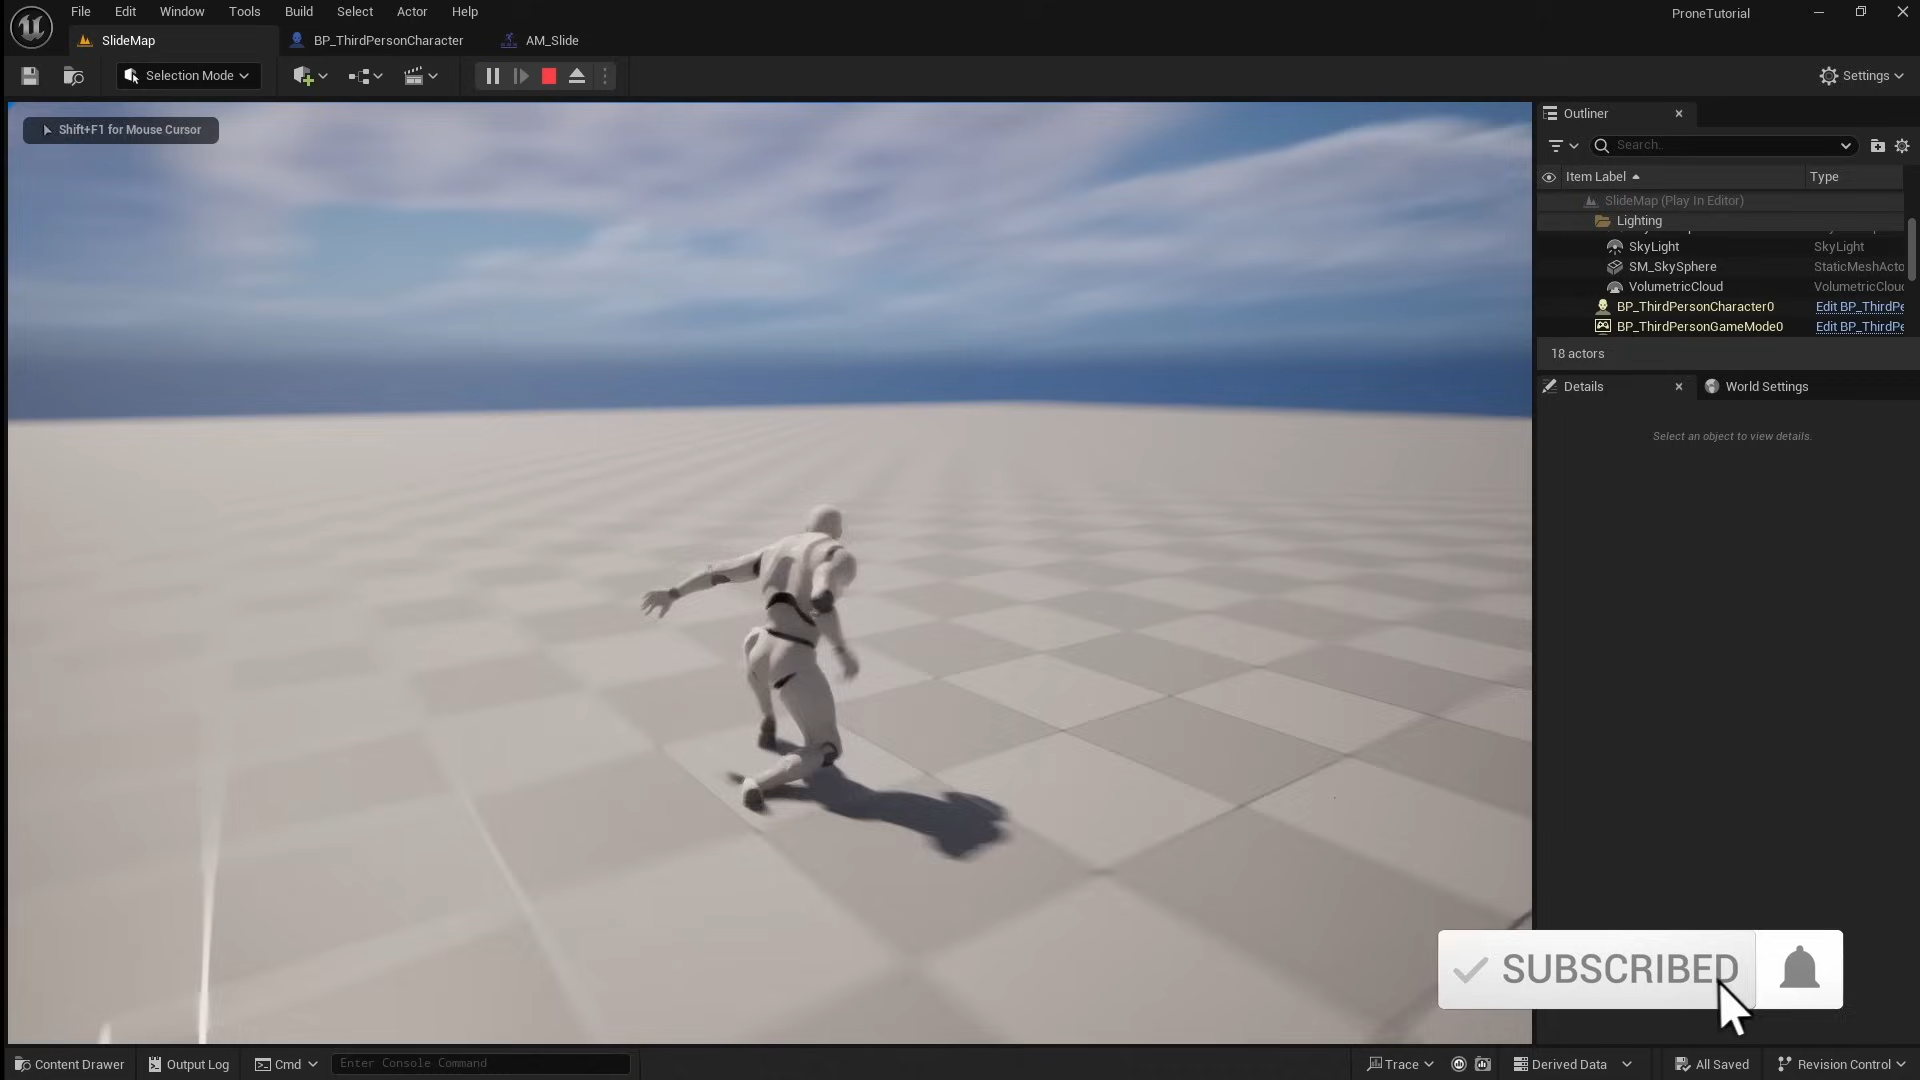 File Edit Window Tools Build Select Actor Help
ProneTutorial
SlideMap BP_ThirdPersonCharacter AM_Slide
Selection Mode
Settings
Shift+F1 for Mouse Cursor
Outliner
Search..
Item Label Type
SlideMap (Play In Editor)
Lighting
SkyLight SkyLight
SM_SkySphere StaticMeshActo
VolumetricCloud VolumetricCloud
BP_ThirdPersonCharacter0 Edit BP_ThirdPe
BP_ThirdPersonGameMode0 Edit BP_ThirdPe
18 actors
Details World Settings
Select an object to view details.
SUBSCRIBED
Content Drawer Output Log Cmd Enter Console Command
Trace Derived Data All Saved Revision Control